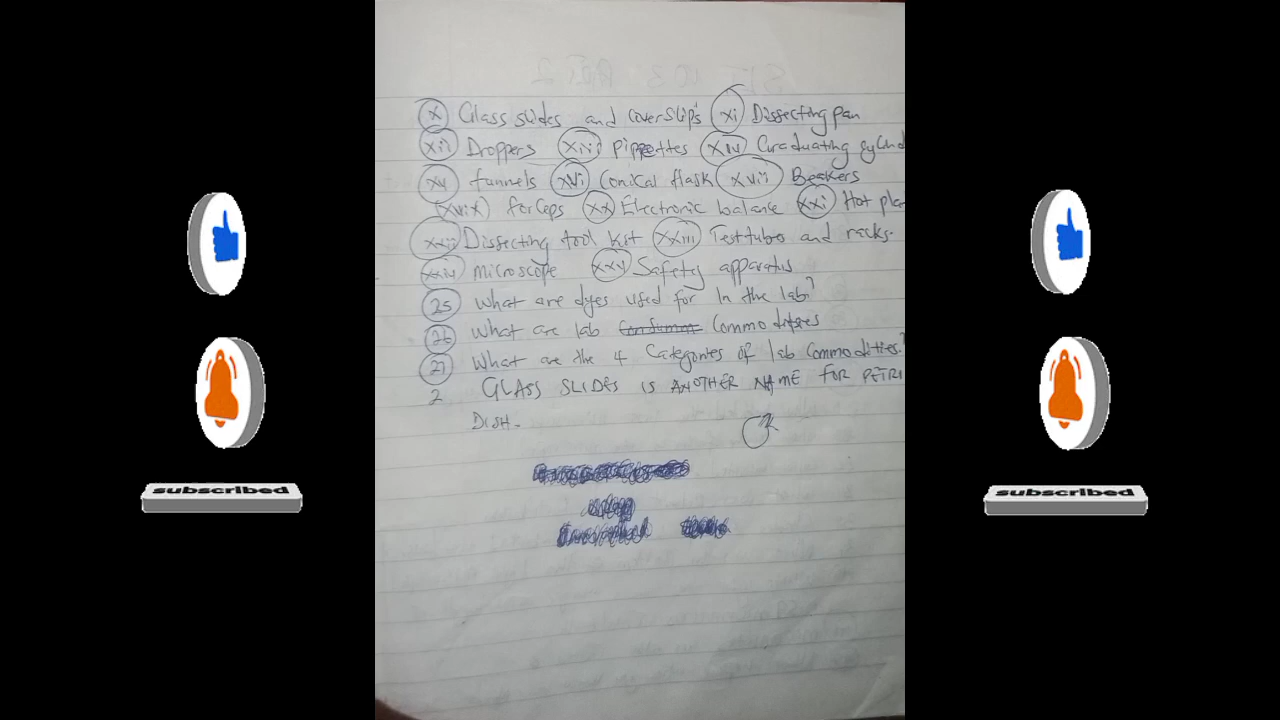 (x) Glass slides and coverslips (xi) Dissecting pan
(xii) Droppers (xiii) pippettes (xiv) Graduating cylind
(xv) funnels (xvi) Conical flask (xvii) Beakers
(xvix) forceps (xx) Electronic balance (xxi) Hot pla
(xxii) Dissecting tool kit (xxiii) Test tubes and racks.
(xxiv) microscope (xxv) Safety apparatus
25 What are dyes used for in the lab?
26 What are lab commodities
27 What are the 4 Categories of lab Commodities?
2 GLASS SLIDES IS ANOTHER NAME FOR PETRI
DISH.
subscribed
subscribed